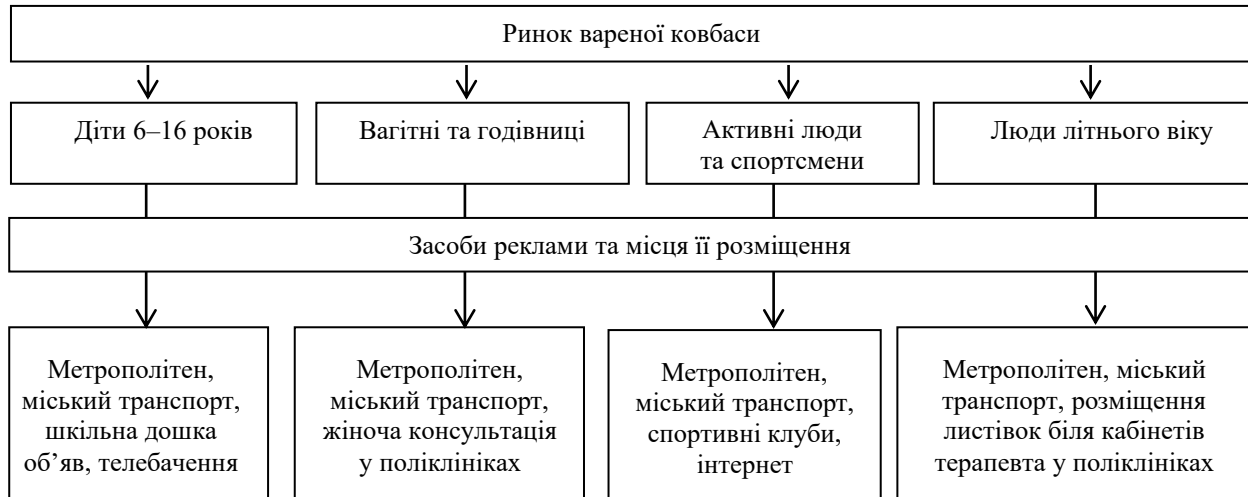 Ринок вареної ковбаси
Діти 6–16 років
Вагітні та годівниці
Активні люди
та спортсмени
Люди літнього віку
Засоби реклами та місця її розміщення
Метрополітен,
міський транспорт,
шкільна дошка
об’яв, телебачення
Метрополітен,
міський транспорт,
жіноча консультація
у поліклініках
Метрополітен,
міський транспорт,
спортивні клуби,
інтернет
Метрополітен, міський
транспорт, розміщення
листівок біля кабінетів
терапевта у поліклініках